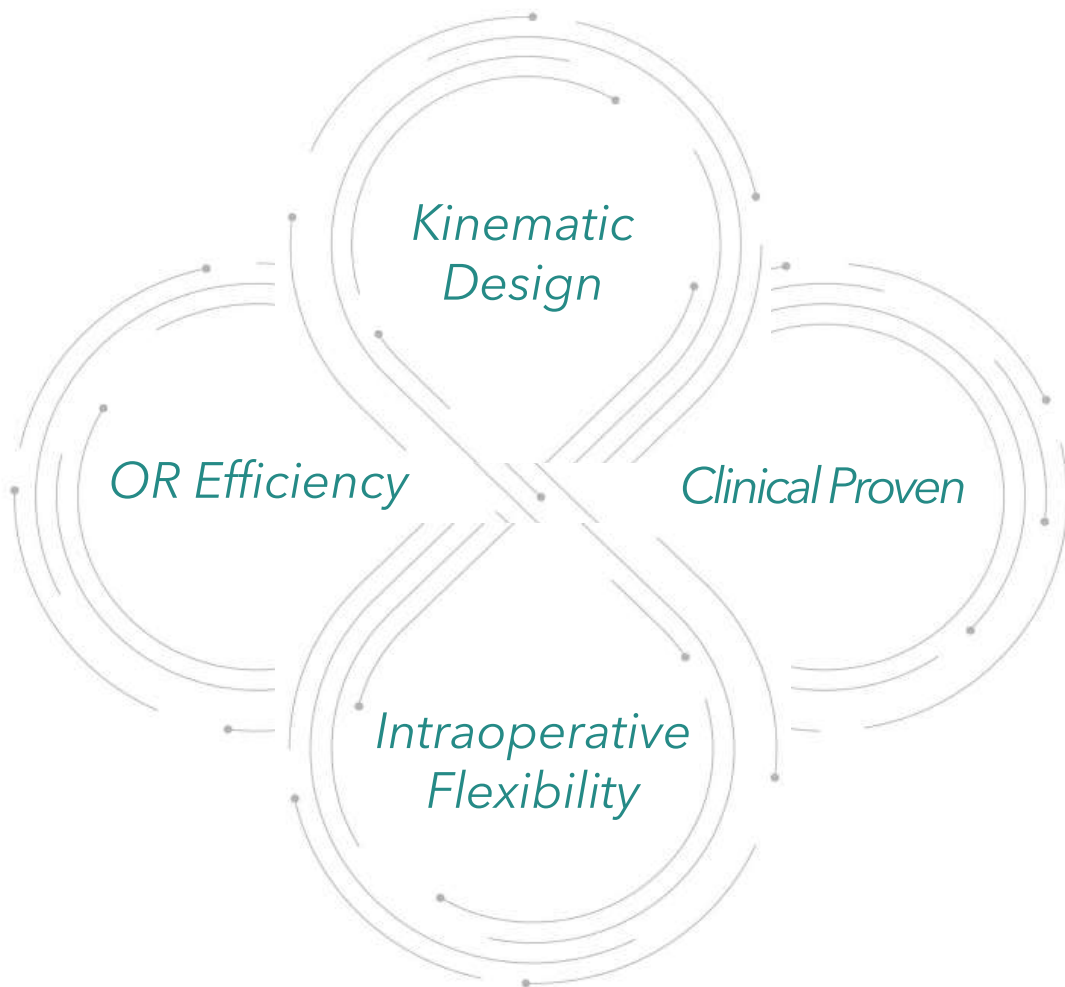 Kinematic
Design
OR Efficiency
Clinical Proven
Intraoperative
Flexibility